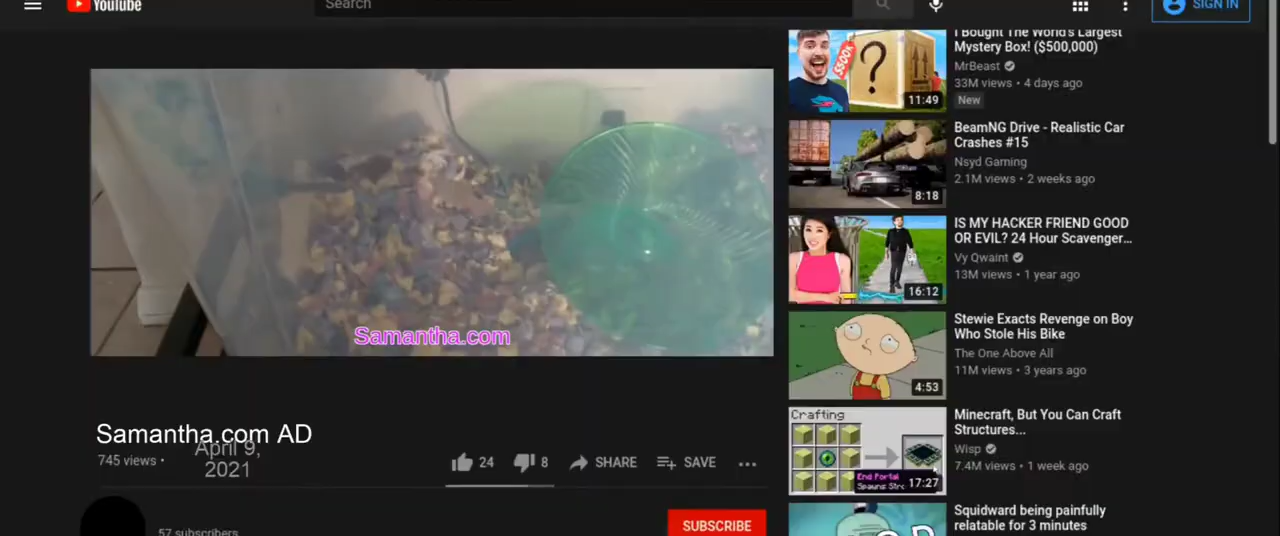 YouTube
Search
SIGN IN
Samantha.com
Samantha.com AD
745 views •
April 9,
2021
24
8
SHARE
SAVE
57 subscribers
SUBSCRIBE
$500K
?
11:49
I Bought The World's Largest
Mystery Box! ($500,000)
MrBeast
33M views • 4 days ago
New
8:18
BeamNG Drive - Realistic Car
Crashes #15
Nsyd Gaming
2.1M views • 2 weeks ago
16:12
IS MY HACKER FRIEND GOOD
OR EVIL? 24 Hour Scavenger...
Vy Qwaint
13M views • 1 year ago
4:53
Stewie Exacts Revenge on Boy
Who Stole His Bike
The One Above All
11M views • 3 years ago
Crafting
End Portal
Spawns
17:27
Minecraft, But You Can Craft
Structures...
Wisp
7.4M views • 1 week ago
Squidward being painfully
relatable for 3 minutes